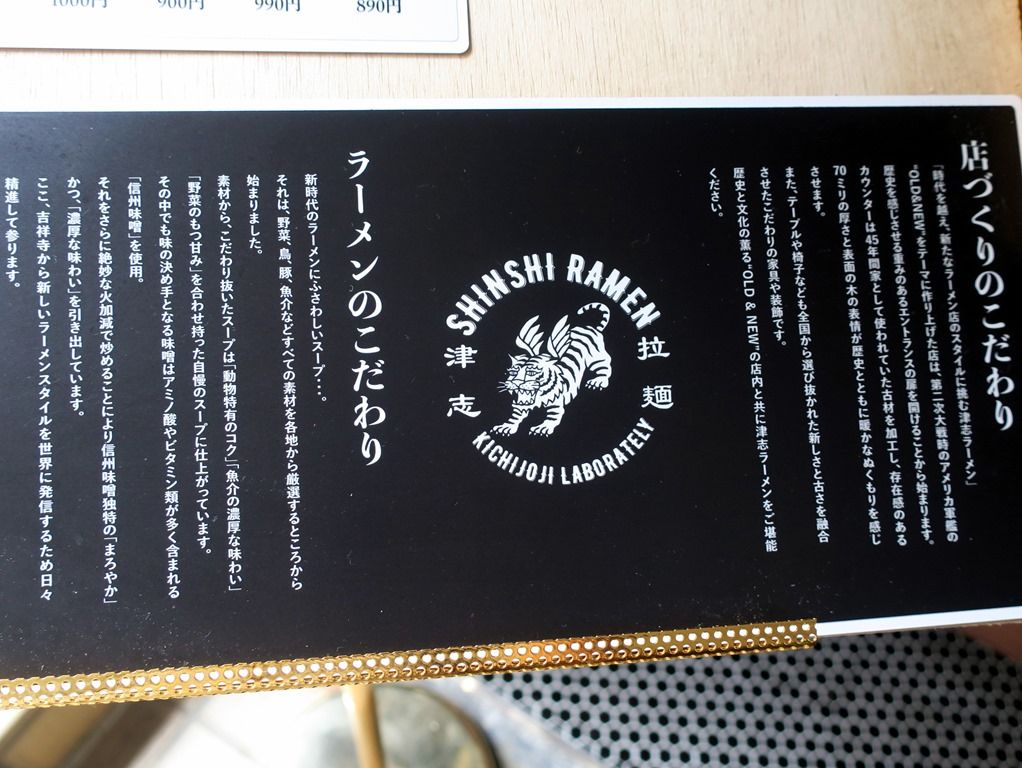 1000円
900円
990円
890円
店づくりのこだわり
「時代を越え、新たなラーメン店のスタイルに挑む津志ラーメン」
"OLD&NEW"をテーマに作り上げた店は、第二次大戦時のアメリカ軍艦の
歴史を感じさせる重みのあるエントランスの扉を開けることから始まります。
カウンターは45年間家として使われていた古材を加工し、存在感のある
70ミリの厚さと表面の木の表情が歴史とともに暖かなぬくもりを感じ
させます。
また、テーブルや椅子なども全国から選び抜かれた新しさと古さを融合
させたこだわりの家具や装飾です。
歴史と文化の薫る"OLD & NEW"の店内と共に津志ラーメンをご堪能
ください。
SHINSHI RAMEN
津志
拉麺
KICHIJOJI LABORATELY
ラーメンのこだわり
新時代のラーメンにふさわしいスープ・・・。
それは、野菜、鳥、豚、魚介などすべての素材を各地から厳選するところから
始まりました。
素材から、こだわり抜いたスープは「動物特有のコク」「魚介の濃厚な味わい」
「野菜のもつ甘み」を合わせ持った自慢のスープに仕上がっています。
その中でも味の決め手となる味噌はアミノ酸やビタミン類が多く含まれる
「信州味噌」を使用。
それをさらに絶妙な火加減で炒めることにより信州味噌独特の「まろやか」
かつ、「濃厚な味わい」を引き出しています。
ここ、吉祥寺から新しいラーメンスタイルを世界に発信するため日々
精進して参ります。